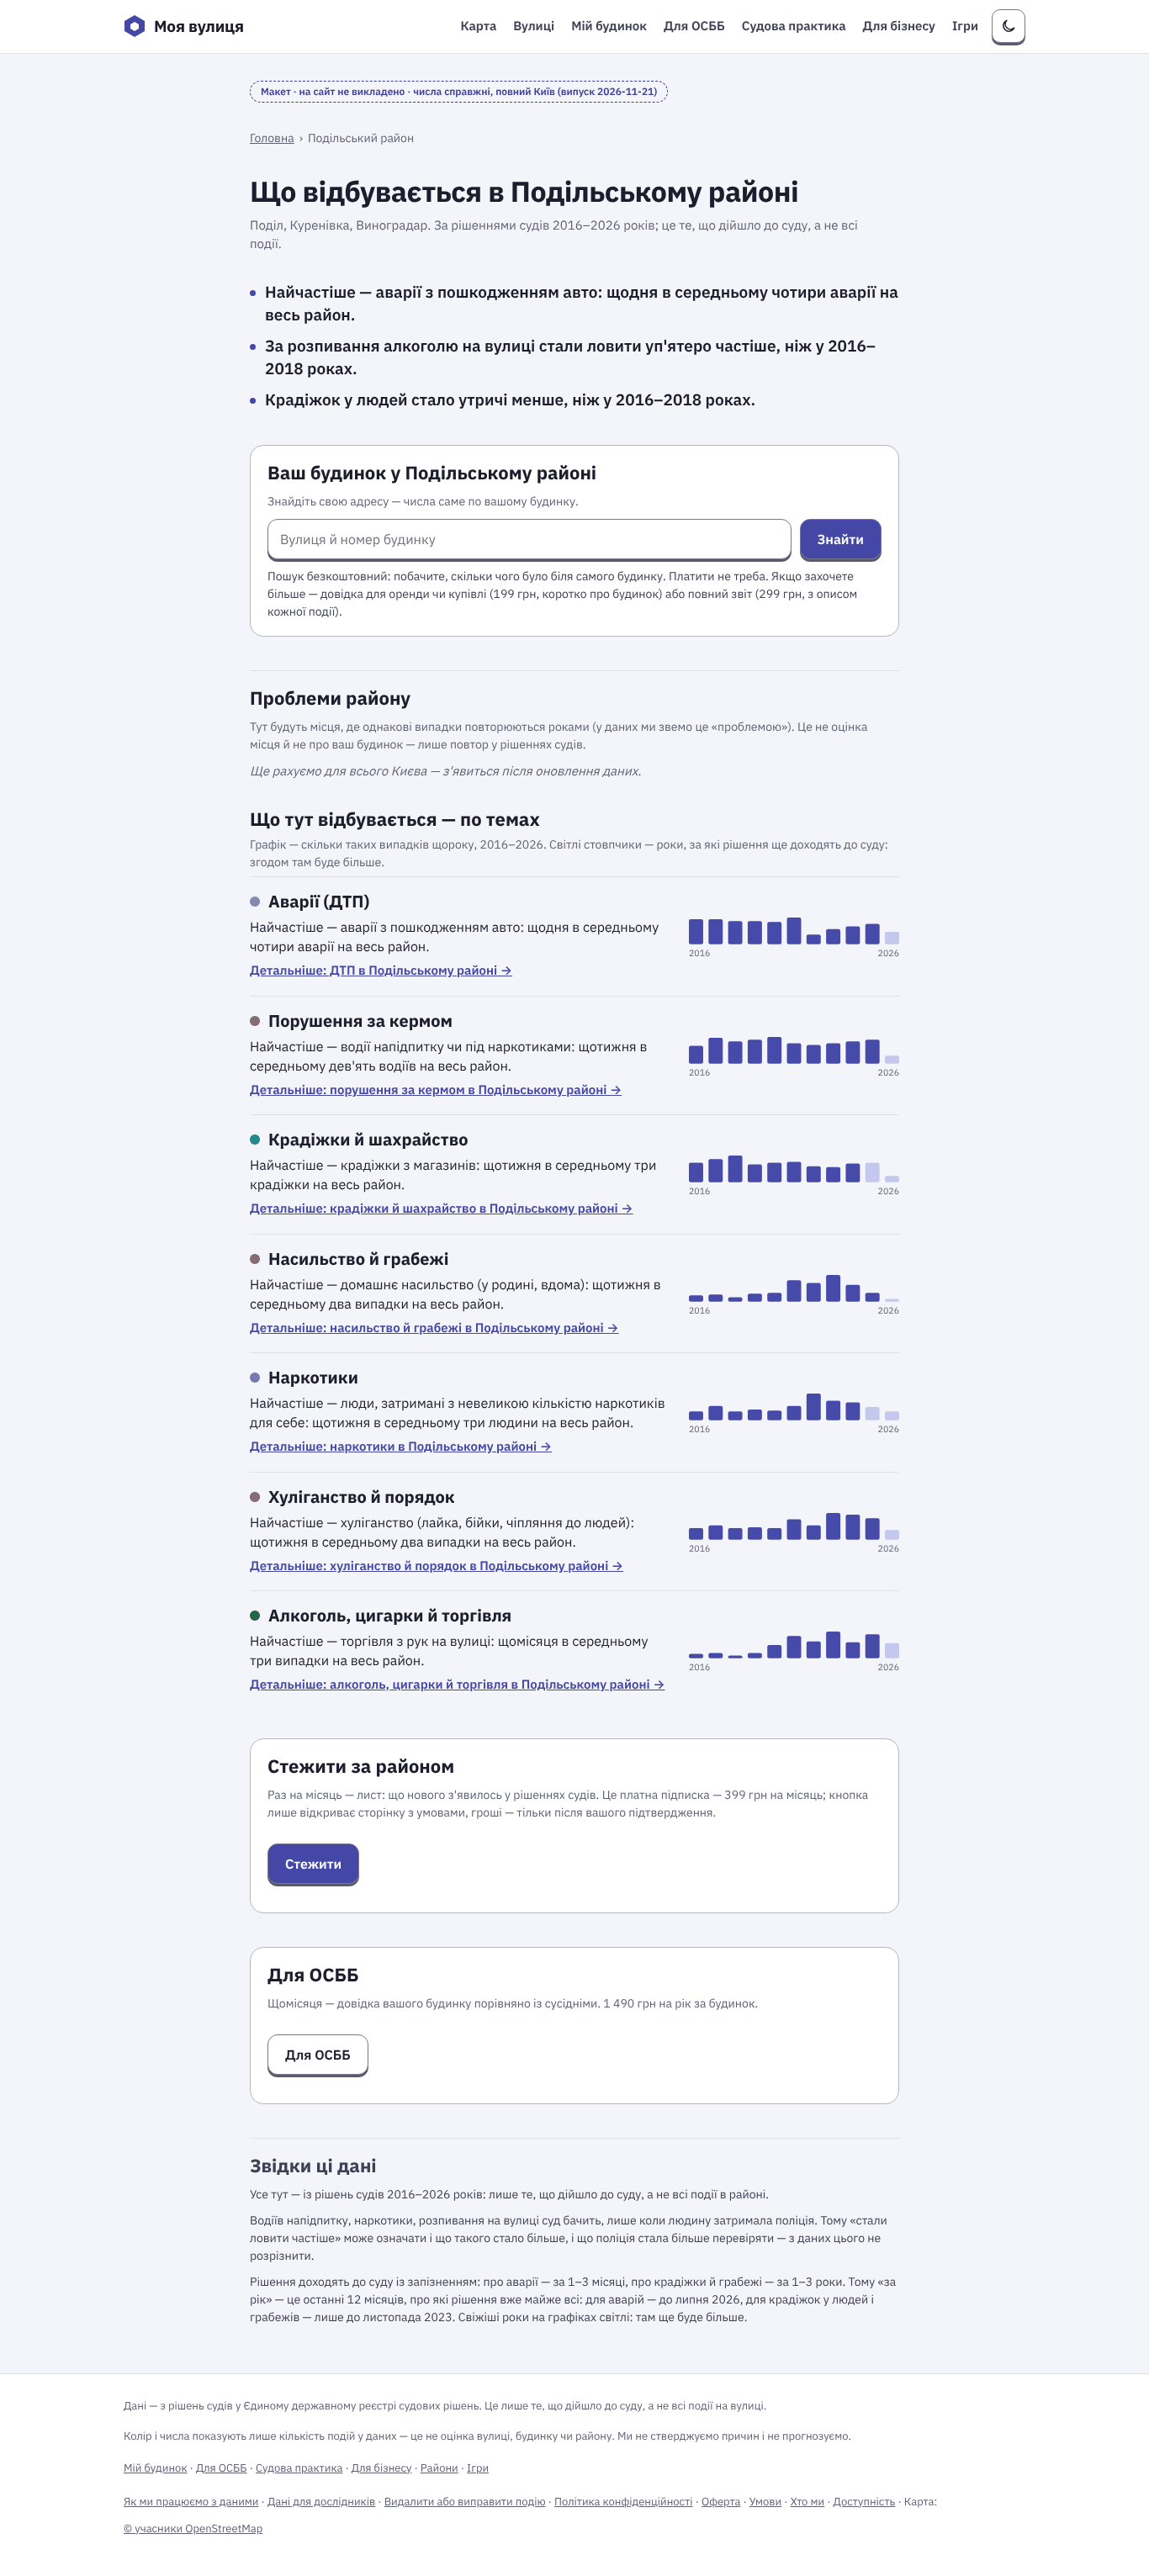 Моя вулиця
Карта Вулиці Мій будинок Для ОСББ Судова практика Для бізнесу Ігри
Макет · на сайт не викладено · числа справжні, повний Київ (випуск 2026-11-21)
Головна › Подільський район
Що відбувається в Подільському районі
Поділ, Куренівка, Виноградар. За рішеннями судів 2016–2026 років; це те, що дійшло до суду, а не всі
події.
Найчастіше — аварії з пошкодженням авто: щодня в середньому чотири аварії на
весь район.
За розпивання алкоголю на вулиці стали ловити уп'ятеро частіше, ніж у 2016–
2018 роках.
Крадіжок у людей стало утричі менше, ніж у 2016–2018 роках.
Ваш будинок у Подільському районі
Знайдіть свою адресу — числа саме по вашому будинку.
Вулиця й номер будинку
Знайти
Пошук безкоштовний: побачите, скільки чого було біля самого будинку. Платити не треба. Якщо захочете
більше — довідка для оренди чи купівлі (199 грн, коротко про будинок) або повний звіт (299 грн, з описом
кожної події).
Проблеми району
Тут будуть місця, де однакові випадки повторюються роками (у даних ми звемо це «проблемою»). Це не оцінка
місця й не про ваш будинок — лише повтор у рішеннях судів.
Ще рахуємо для всього Києва — з'явиться після оновлення даних.
Що тут відбувається — по темах
Графік — скільки таких випадків щороку, 2016–2026. Світлі стовпчики — роки, за які рішення ще доходять до суду:
згодом там буде більше.
Аварії (ДТП)
Найчастіше — аварії з пошкодженням авто: щодня в середньому
чотири аварії на весь район.
Детальніше: ДТП в Подільському районі →
2016 2026
Порушення за кермом
Найчастіше — водії напідпитку чи під наркотиками: щотижня в
середньому дев'ять водіїв на весь район.
Детальніше: порушення за кермом в Подільському районі →
2016 2026
Крадіжки й шахрайство
Найчастіше — крадіжки з магазинів: щотижня в середньому три
крадіжки на весь район.
Детальніше: крадіжки й шахрайство в Подільському районі →
2016 2026
Насильство й грабежі
Найчастіше — домашнє насильство (у родині, вдома): щотижня в
середньому два випадки на весь район.
Детальніше: насильство й грабежі в Подільському районі →
2016 2026
Наркотики
Найчастіше — люди, затримані з невеликою кількістю наркотиків
для себе: щотижня в середньому три людини на весь район.
Детальніше: наркотики в Подільському районі →
2016 2026
Хуліганство й порядок
Найчастіше — хуліганство (лайка, бійки, чіпляння до людей):
щотижня в середньому два випадки на весь район.
Детальніше: хуліганство й порядок в Подільському районі →
2016 2026
Алкоголь, цигарки й торгівля
Найчастіше — торгівля з рук на вулиці: щомісяця в середньому
три випадки на весь район.
Детальніше: алкоголь, цигарки й торгівля в Подільському районі →
2016 2026
Стежити за районом
Раз на місяць — лист: що нового з'явилось у рішеннях судів. Це платна підписка — 399 грн на місяць; кнопка
лише відкриває сторінку з умовами, гроші — тільки після вашого підтвердження.
Стежити
Для ОСББ
Щомісяця — довідка вашого будинку порівняно із сусідніми. 1 490 грн на рік за будинок.
Для ОСББ
Звідки ці дані
Усе тут — із рішень судів 2016–2026 років: лише те, що дійшло до суду, а не всі події в районі.
Водіїв напідпитку, наркотики, розпивання на вулиці суд бачить, лише коли людину затримала поліція. Тому «стали
ловити частіше» може означати і що такого стало більше, і що поліція стала більше перевіряти — з даних цього не
розрізнити.
Рішення доходять до суду із запізненням: про аварії — за 1–3 місяці, про крадіжки й грабежі — за 1–3 роки. Тому «за
рік» — це останні 12 місяців, про які рішення вже майже всі: для аварій — до липня 2026, для крадіжок у людей і
грабежів — лише до листопада 2023. Свіжіші роки на графіках світлі: там ще буде більше.
Дані — з рішень судів у Єдиному державному реєстрі судових рішень. Це лише те, що дійшло до суду, а не всі події на вулиці.
Колір і числа показують лише кількість подій у даних — це не оцінка вулиці, будинку чи району. Ми не стверджуємо причин і не прогнозуємо.
Мій будинок · Для ОСББ · Судова практика · Для бізнесу · Райони · Ігри
Як ми працюємо з даними · Дані для дослідників · Видалити або виправити подію · Політика конфіденційності · Оферта · Умови · Хто ми · Доступність · Карта:
© учасники OpenStreetMap